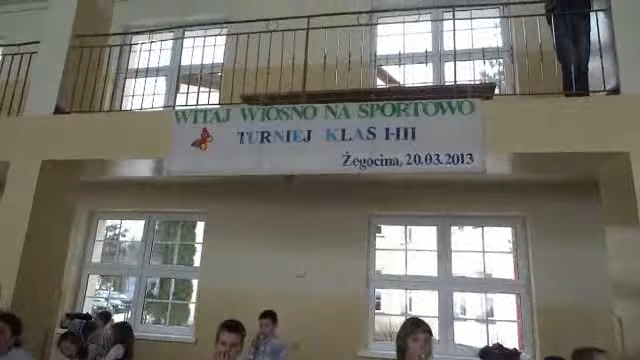 WITAJ WIOSNO NA SPORTOWO
TURNIEJ KLAS I-III
Żegocina, 20.03.2013